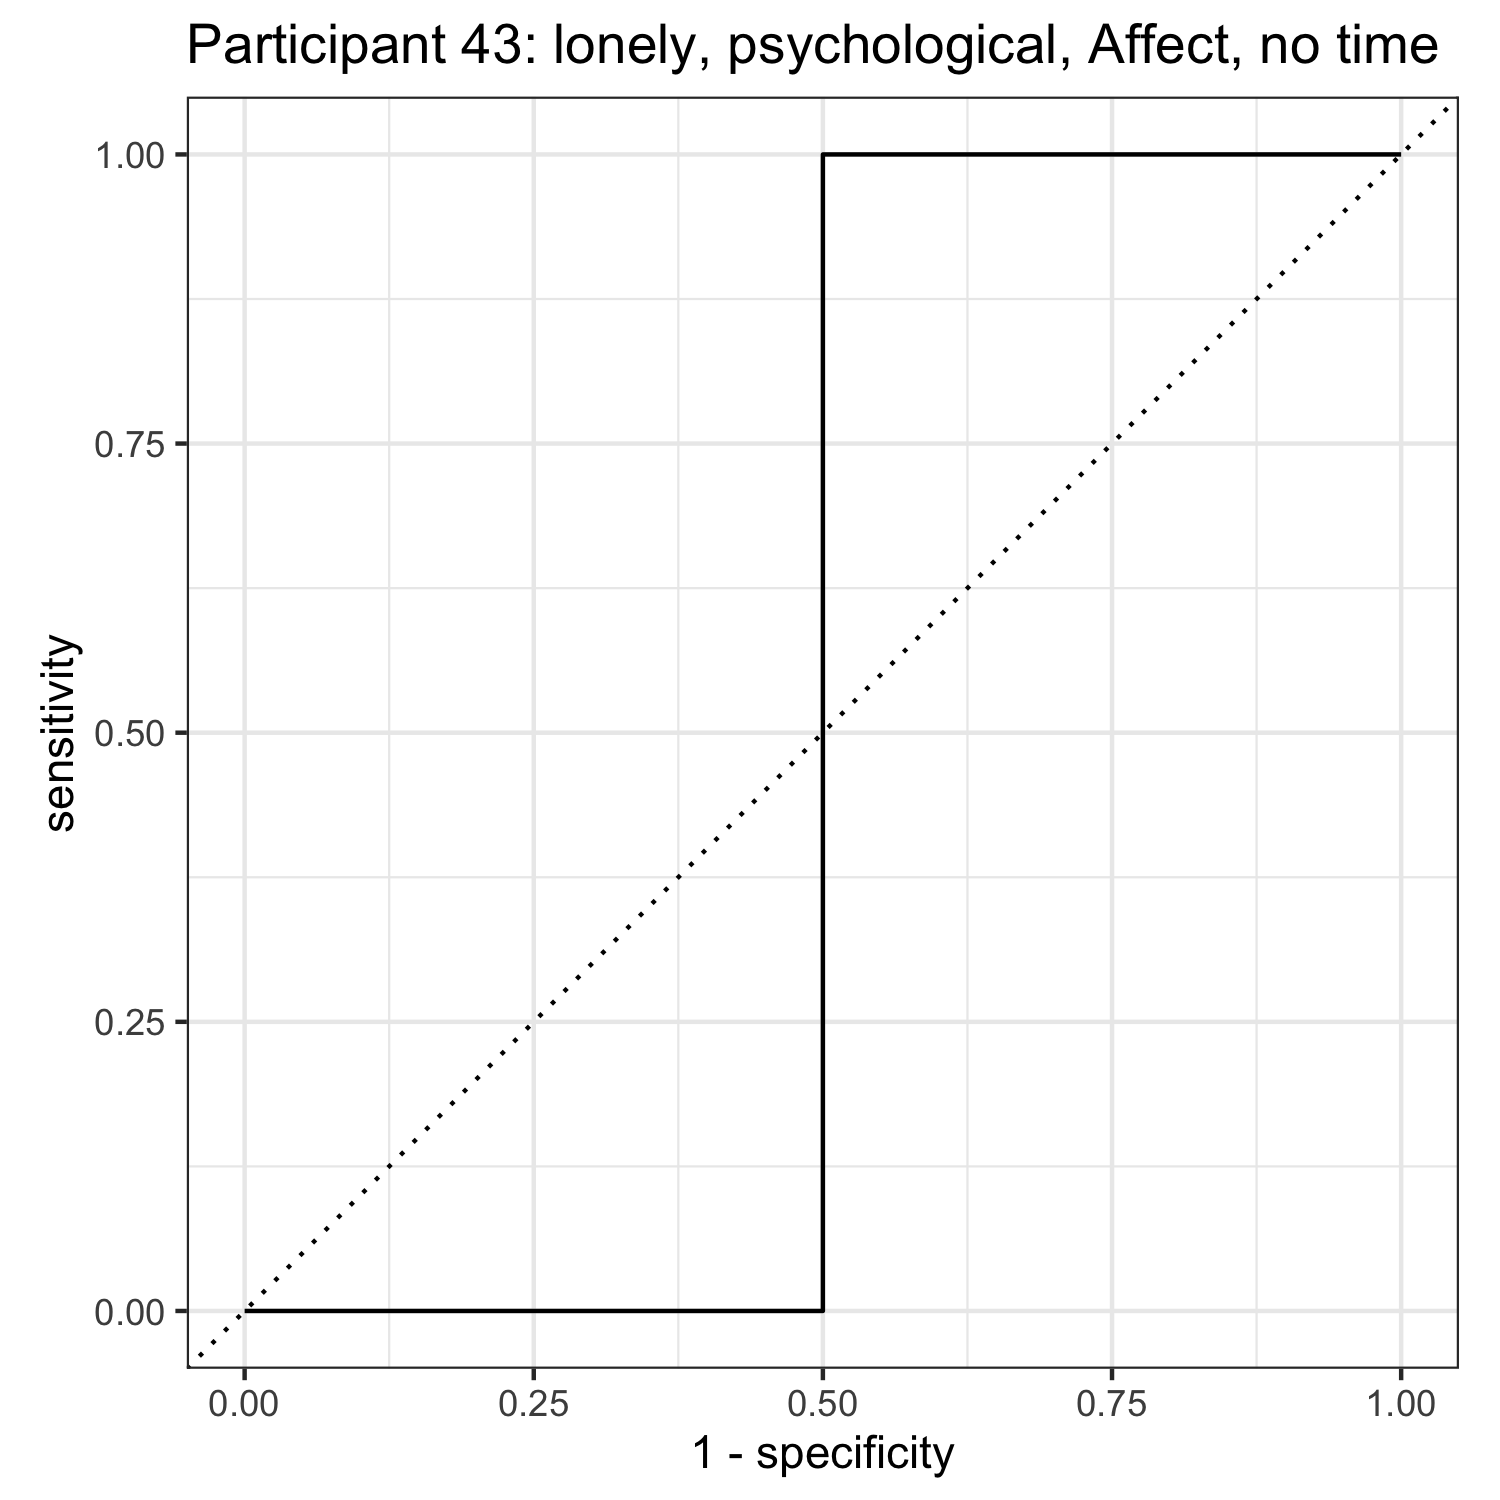 Participant 43: lonely, psychological, Affect, no time
1.00
0.75
0.50
0.25
0.00
sensitivity
0.00 0.25 0.50 0.75 1.00
1 - specificity